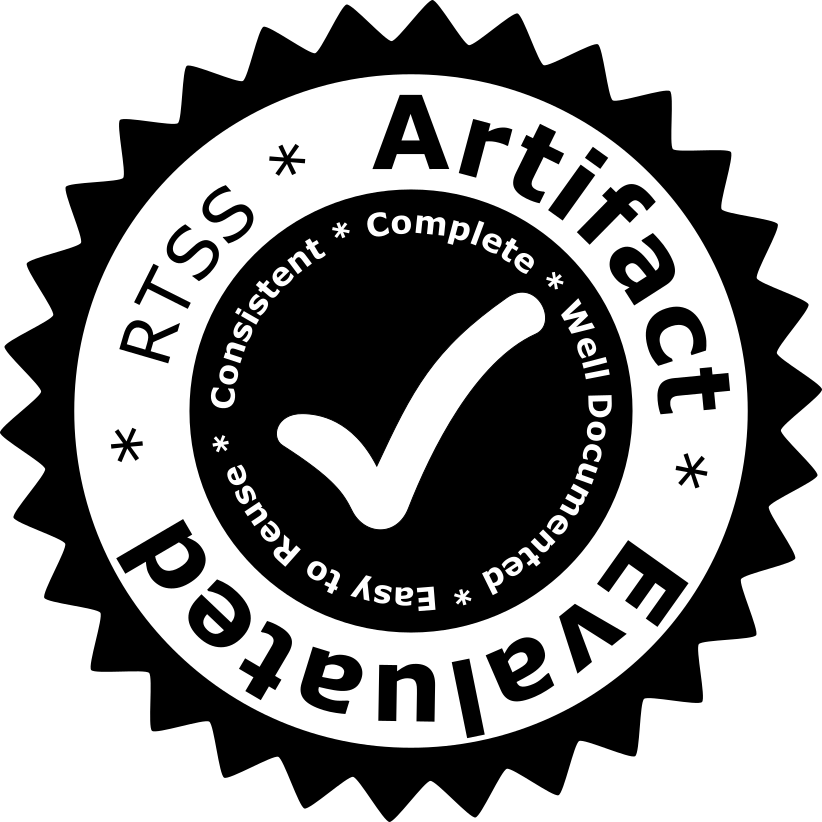 Artifact * Evaluated * RTSS *
Complete * Well Documented * Easy to Reuse * Consistent *